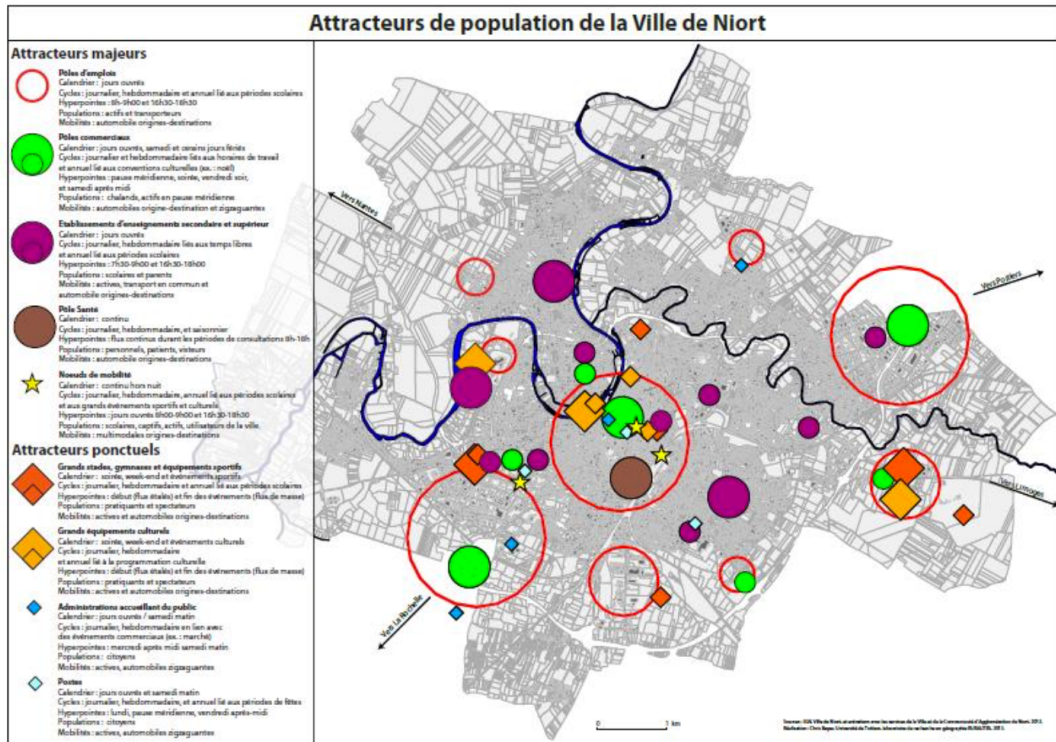 Attracteurs de population de la Ville de Niort
Attracteurs majeurs
Pôles d'emplois
Calendrier : jours ouvrés
Cycles : journalier, hebdomadaire et annuel lié aux périodes scolaires
Hyperpointes : 8h-9h00 et 16h30-18h30
Populations : actifs et transporteurs
Mobilités : automobile origines-destinations
Pôles commerciaux
Calendrier : jours ouvrés, samedi et cerains jours fériés
Cycles : journalier et hebdomadaire liés aux horaires de travail
et annuel lié aux conventions culturelles (ex. : noël)
Hyperpointes : pause méridienne, soirée, vendredi soir,
et samedi après midi
Populations : chalands, actifs en pause méridienne
Mobilités : automobiles origine-destination et zigzaguantes
Etablissements d'enseignements secondaire et supérieur
Calendrier : jours ouvrés
Cycles : journalier, hebdomadaire liés aux temps libres
et annuel lié aux périodes scolaires
Hyperpointes : 7h30-9h00 et 16h30-18h00
Populations : scolaires et parents
Mobilités : actives, transport en commun et
automobile origines-destinations
Pôle Santé
Calendrier : continu
Cycles : journalier, hebdomadaire, et saisonnier
Hyperpointe : flux continus durant les périodes de consultations 8h-18h
Populations : personnels, patients, visiteurs
Mobilités : automobile origines-destinations
Noeuds de mobilité
Calendrier : continu hors nuit
Cycles : journalier, hebdomadaire, annuel lié aux périodes scolaires
et aux grands événements sportifs et culturels
Hyperpointes : jours ouvrés 8h00-9h00 et 16h30-18h30
Populations : scolaires, captifs, actifs, utilisateurs de la ville.
Mobilités : multimodales origines-destinations
Attracteurs ponctuels
Grands stades, gymnases et équipements sportifs
Calendrier : soirée, week-end et événements sportifs
Cycles : journalier, hebdomadaire et annuel lié aux périodes scolaires
Hyperpointes : début (flux étalés) et fin des événements (flux de masse)
Populations : pratiquants et spectateurs
Mobilités : actives et automobiles origines-destinations
Grands équipements culturels
Calendrier : soirée, week-end et événements culturels
Cycles : journalier, hebdomadaire
et annuel lié à la programmation culturelle
Hyperpointes : début (flux étalés) et fin des événements (flux de masse)
Populations : pratiquants et spectateurs
Mobilités : actives et automobiles origines-destinations
Administrations accueillant du public
Calendrier : jours ouvrés / samedi matin
Cycles : journalier, hebdomadaire en lien avec
des événements commerciaux (ex. : marché)
Hyperpointes : mercredi après midi samedi matin
Populations : citoyens
Mobilités : actives, automobiles zigzaguantes
Postes
Calendrier : jours ouvrés et samedi matin
Cycles : journalier, hebdomadaire, et annuel lié aux périodes de fêtes
Hyperpointes : lundi, pause méridienne, vendredi après-midi
Populations : citoyens
Mobilités : actives, automobiles zigzaguantes
Vers Nantes
Vers Poitiers
Vers Limoges
Vers La Rochelle
0 1 km